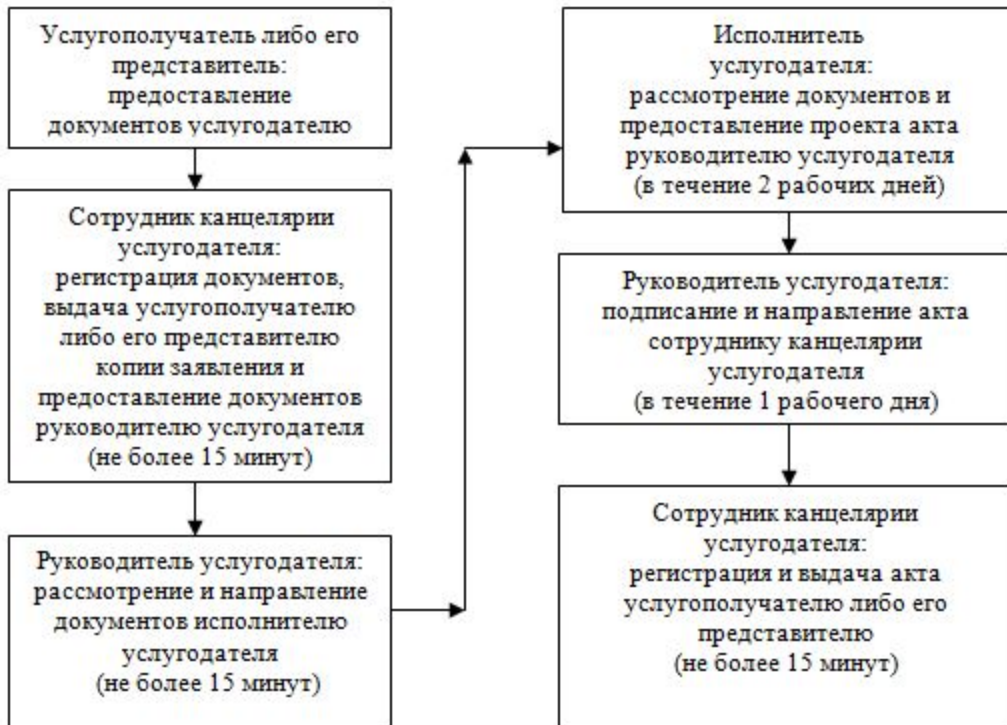 Услугополучатель либо его
представитель:
предоставление
документов услугодателю
Сотрудник канцелярии
услугодателя:
регистрация документов,
выдача услугополучателю
либо его представителю
копии заявления и
предоставление документов
руководителю услугодателя
(не более 15 минут)
Руководитель услугодателя:
рассмотрение и направление
документов исполнителю
услугодателя
(не более 15 минут)
Исполнитель
услугодателя:
рассмотрение документов и
предоставление проекта акта
руководителю услугодателя
(в течение 2 рабочих дней)
Руководитель услугодателя:
подписание и направление акта
сотруднику канцелярии
услугодателя
(в течение 1 рабочего дня)
Сотрудник канцелярии
услугодателя:
регистрация и выдача акта
услугополучателю либо его
представителю
(не более 15 минут)